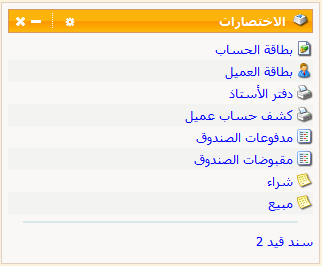 الاختصارات
بطاقة الحساب
بطاقة العميل
دفتر الأستاذ
كشف حساب عميل
مدفوعات الصندوق
مقبوضات الصندوق
شراء
مبيع
سند قيد 2